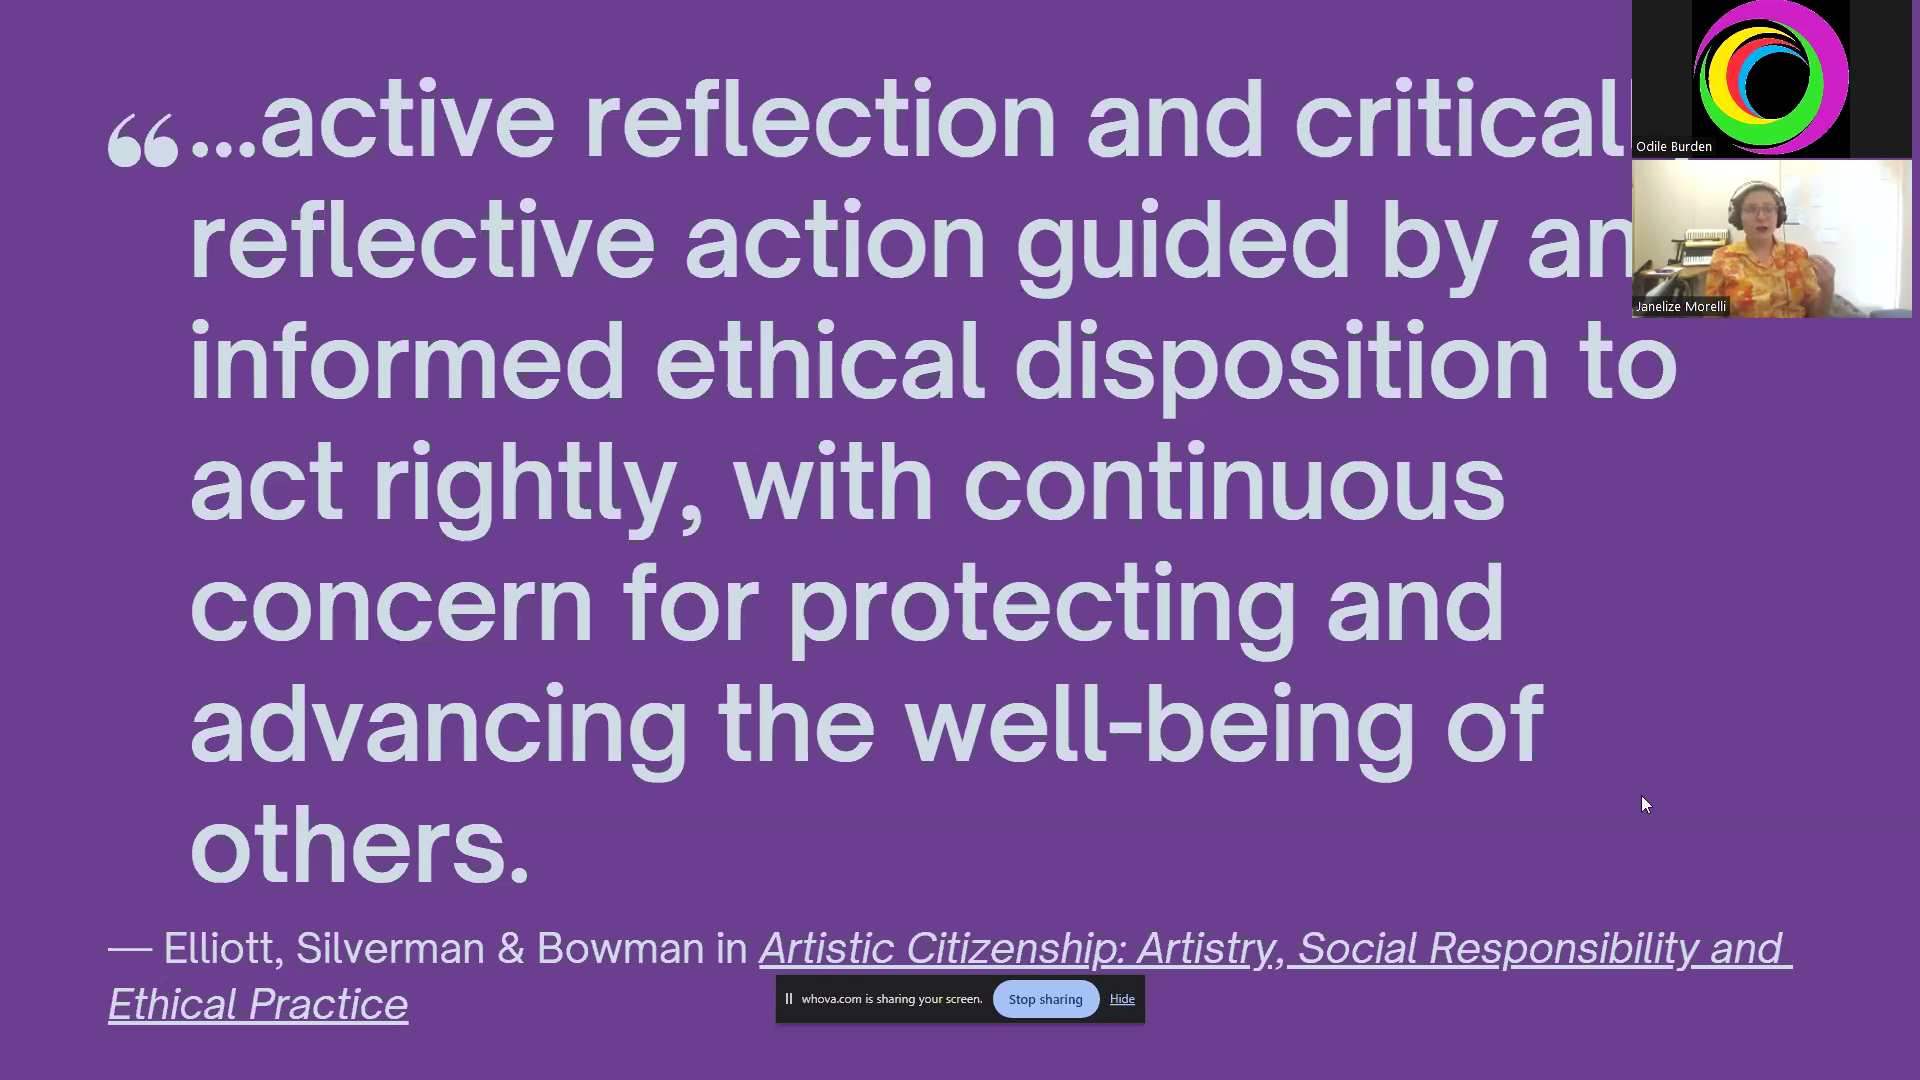 “...active reflection and critical
reflective action guided by an
informed ethical disposition to
act rightly, with continuous
concern for protecting and
advancing the well-being of
others.
— Elliott, Silverman & Bowman in Artistic Citizenship: Artistry, Social Responsibility and
Ethical Practice
Odile Burden
Janelize Morelli
whova.com is sharing your screen. Stop sharing Hide